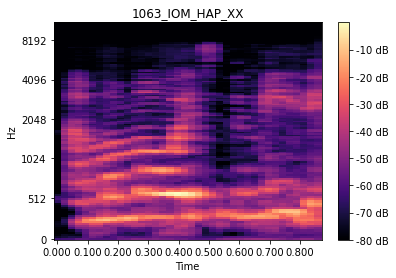 1063_IOM_HAP_XX
8192
4096
2048
1024
512
0
Hz
0.000 0.100 0.200 0.300 0.400 0.500 0.600 0.700 0.800
Time
-10 dB
-20 dB
-30 dB
-40 dB
-50 dB
-60 dB
-70 dB
-80 dB